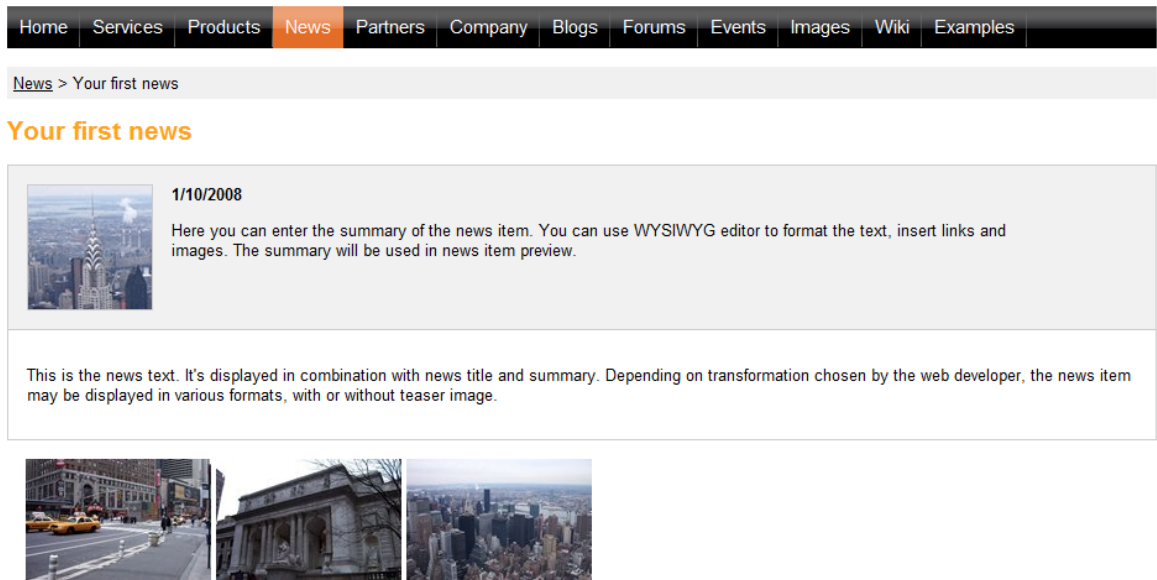 Home Services Products News Partners Company Blogs Forums Events Images Wiki Examples
News > Your first news
Your first news
1/10/2008
Here you can enter the summary of the news item. You can use WYSIWYG editor to format the text, insert links and
images. The summary will be used in news item preview.
This is the news text. It's displayed in combination with news title and summary. Depending on transformation chosen by the web developer, the news item
may be displayed in various formats, with or without teaser image.